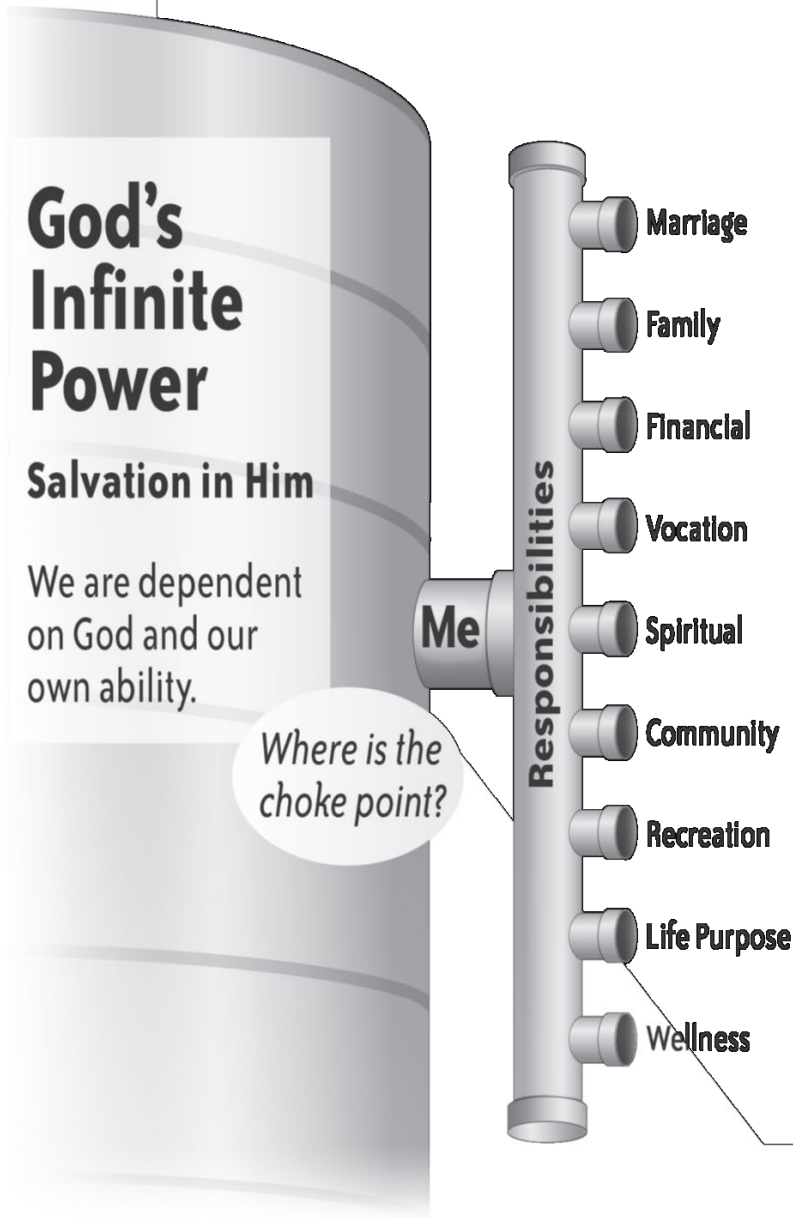 God's
Infinite
Power
Salvation in Him
We are dependent
on God and our
own ability.
Where is the
choke point?
Me
Responsibilities
Marriage
Family
Financial
Vocation
Spiritual
Community
Recreation
Life Purpose
Wellness